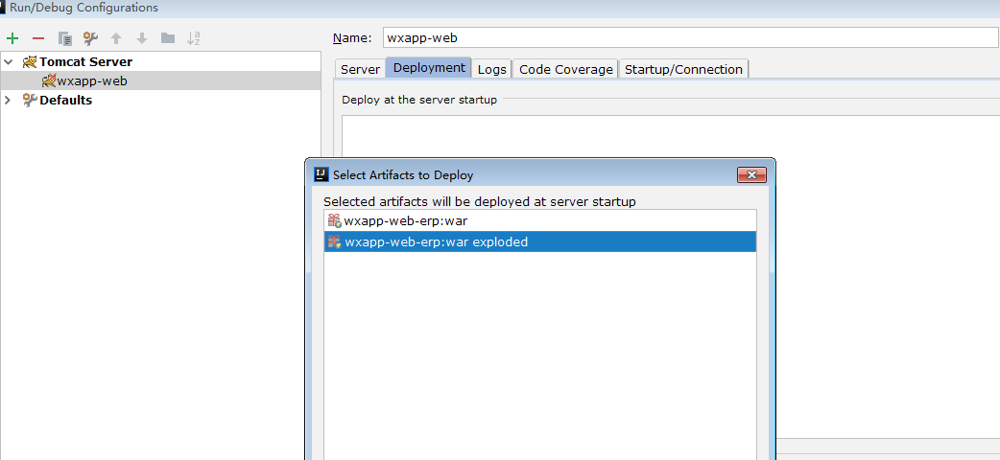 Run/Debug Configurations
Name: wxapp-web
Tomcat Server
wxapp-web
Defaults
Server Deployment Logs Code Coverage Startup/Connection
Deploy at the server startup
Select Artifacts to Deploy
Selected artifacts will be deployed at server startup
wxapp-web-erp:war
wxapp-web-erp:war exploded